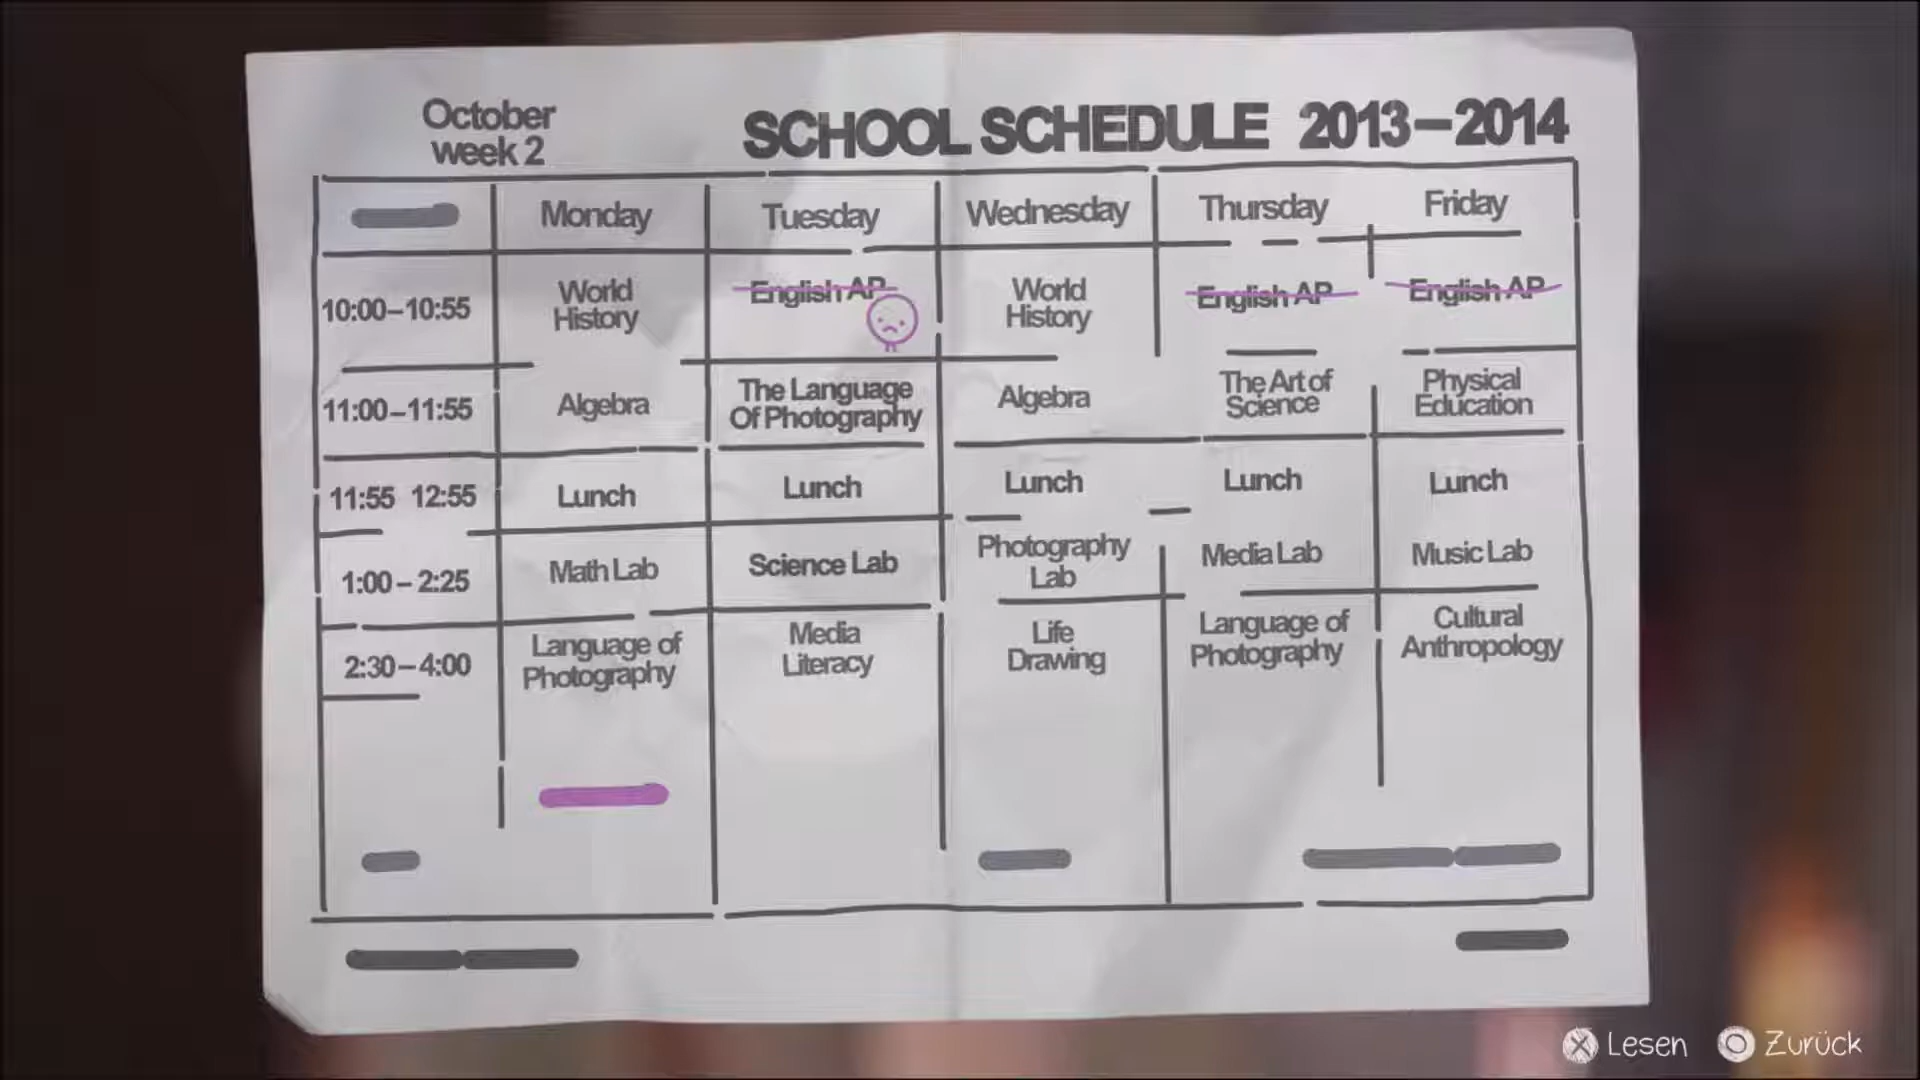 October
week 2
SCHOOL SCHEDULE 2013-2014
Monday Tuesday Wednesday Thursday Friday
10:00-10:55 World History English AP World History English AP English AP
11:00-11:55 Algebra The Language Of Photography Algebra The Art of Science Physical Education
11:55 12:55 Lunch Lunch Lunch Lunch Lunch
1:00-2:25 Math Lab Science Lab Photography Lab Media Lab Music Lab
2:30-4:00 Language of Photography Media Literacy Life Drawing Language of Photography Cultural Anthropology
Lesen Zurück